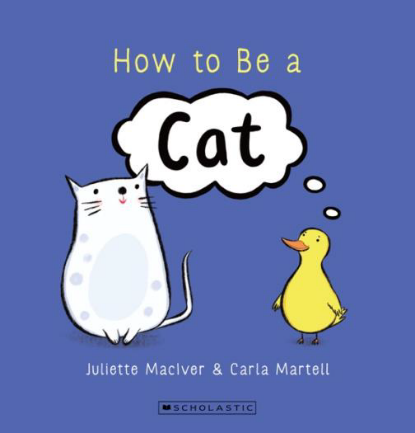 How to Be a
Cat
Juliette MacIver & Carla Martell
SCHOLASTIC